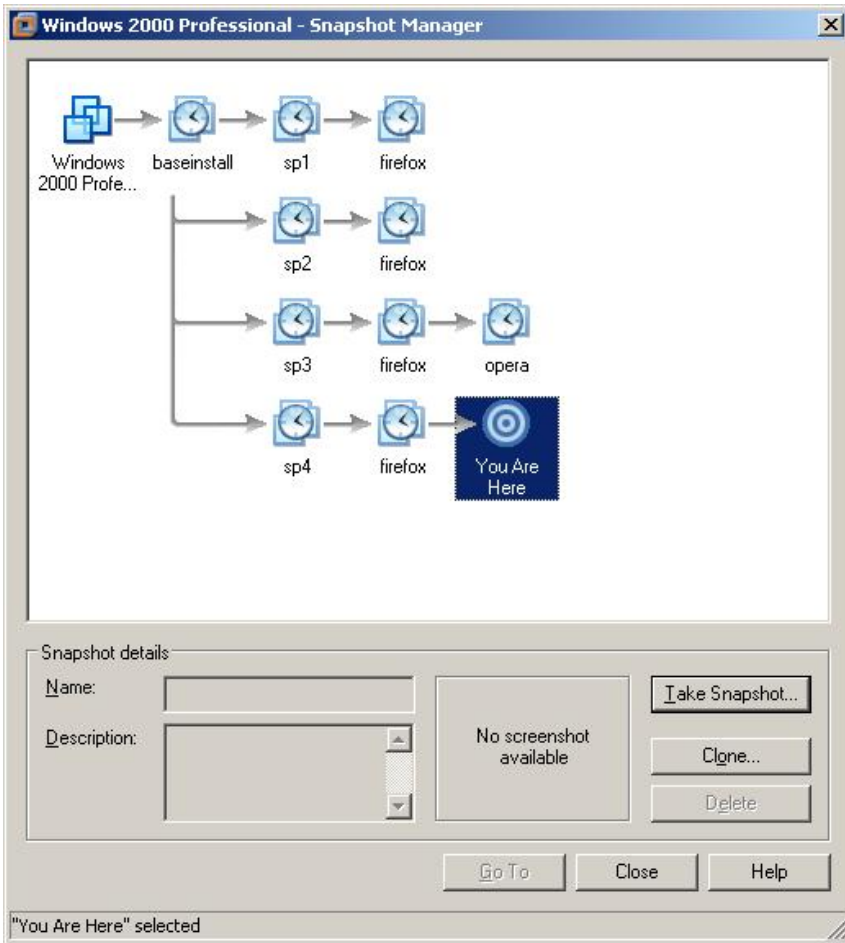 Windows 2000 Professional - Snapshot Manager
Windows
2000 Profe...
baseinstall
sp1
firefox
sp2
firefox
sp3
firefox
opera
sp4
firefox
You Are
Here
Snapshot details
Name:
Description:
No screenshot
available
Take Snapshot...
Clone...
Delete
Go To
Close
Help
"You Are Here" selected